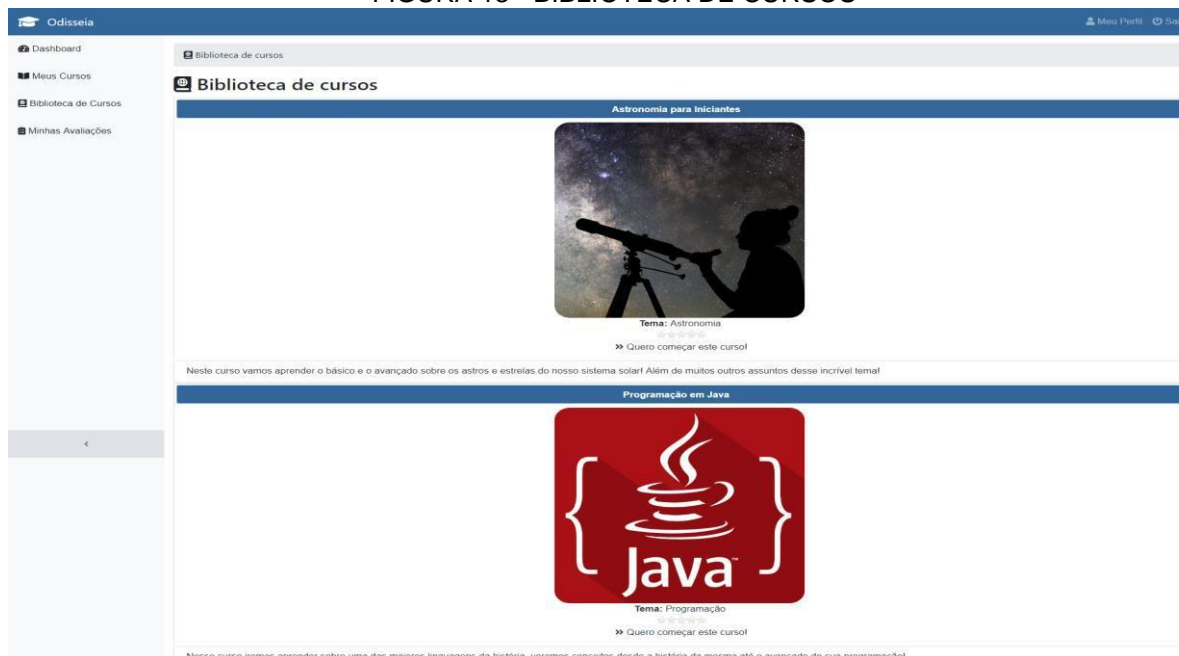 BIBLIOTECA DE CURSOS
Odisseia
Meu Perfil
Dashboard
Meus Cursos
Biblioteca de Cursos
Minhas Avaliações
<
Biblioteca de cursos
Biblioteca de cursos
Astronomia para Iniciantes
Tema: Astronomia
>> Quero começar este curso!
Neste curso vamos aprender o básico e o avançado sobre os astros e estrelas do nosso sistema solar! Além de muitos outros assuntos desse incrível tema!
Programação em Java
{ Java™ }
Tema: Programação
>> Quero começar este curso!